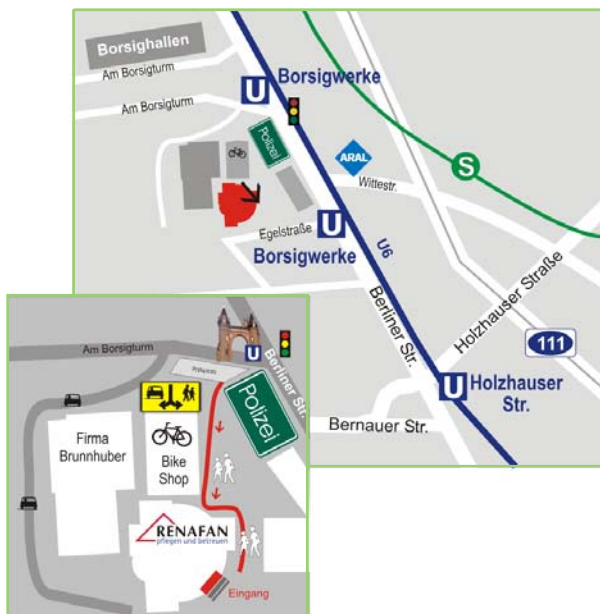 Borsighallen
Am Borsigturm
U
Borsigwerke
Am Borsigturm
Polizei
ARAL
Wittestr.
S
Egelstraße
U
Borsigwerke
U6
Berliner Str.
Holzhauser Straße
111
U
Holzhauser
Str.
Bernauer Str.
Am Borsigturm
U
Berliner Str.
Polizei
Firma
Brunnhuber
Bike
Shop
RENAFAN
pflegen und betreuen
Eingang